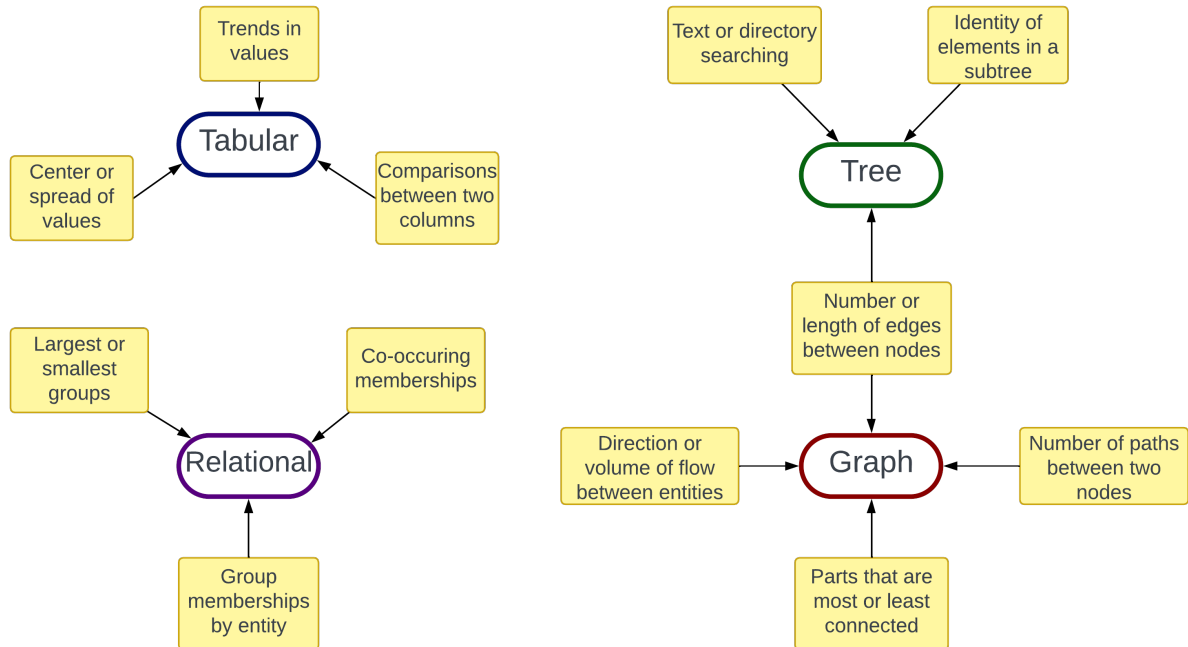 Trends in
values
Tabular
Center or
spread of
values
Comparisons
between two
columns
Text or directory
searching
Identity of
elements in a
subtree
Tree
Number or
length of edges
between nodes
Largest or
smallest
groups
Co-occuring
memberships
Relational
Group
memberships
by entity
Direction or
volume of flow
between entities
Graph
Number of paths
between two
nodes
Parts that are
most or least
connected